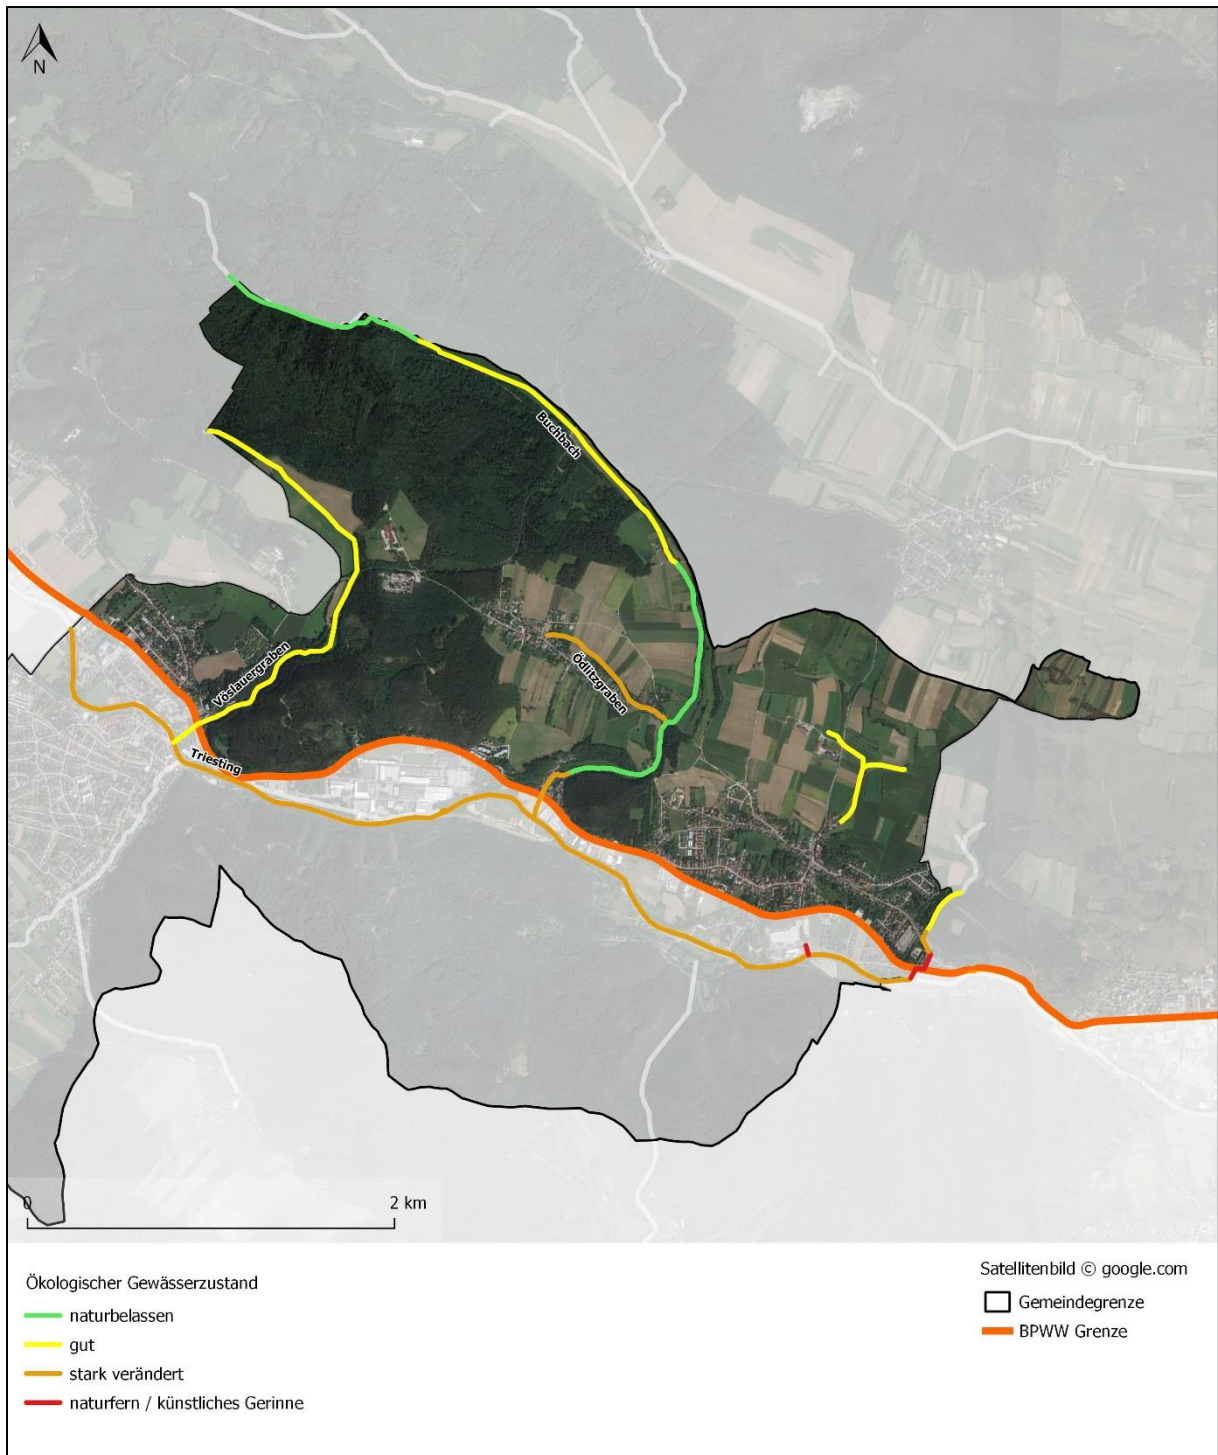 N
Buchbach
Vöslauergraben
Ödlitzgraben
Triesting
0 2 km
Ökologischer Gewässerzustand
naturbelassen
gut
stark verändert
naturfern / künstliches Gerinne
Satellitenbild © google.com
Gemeindegrenze
BPWW Grenze